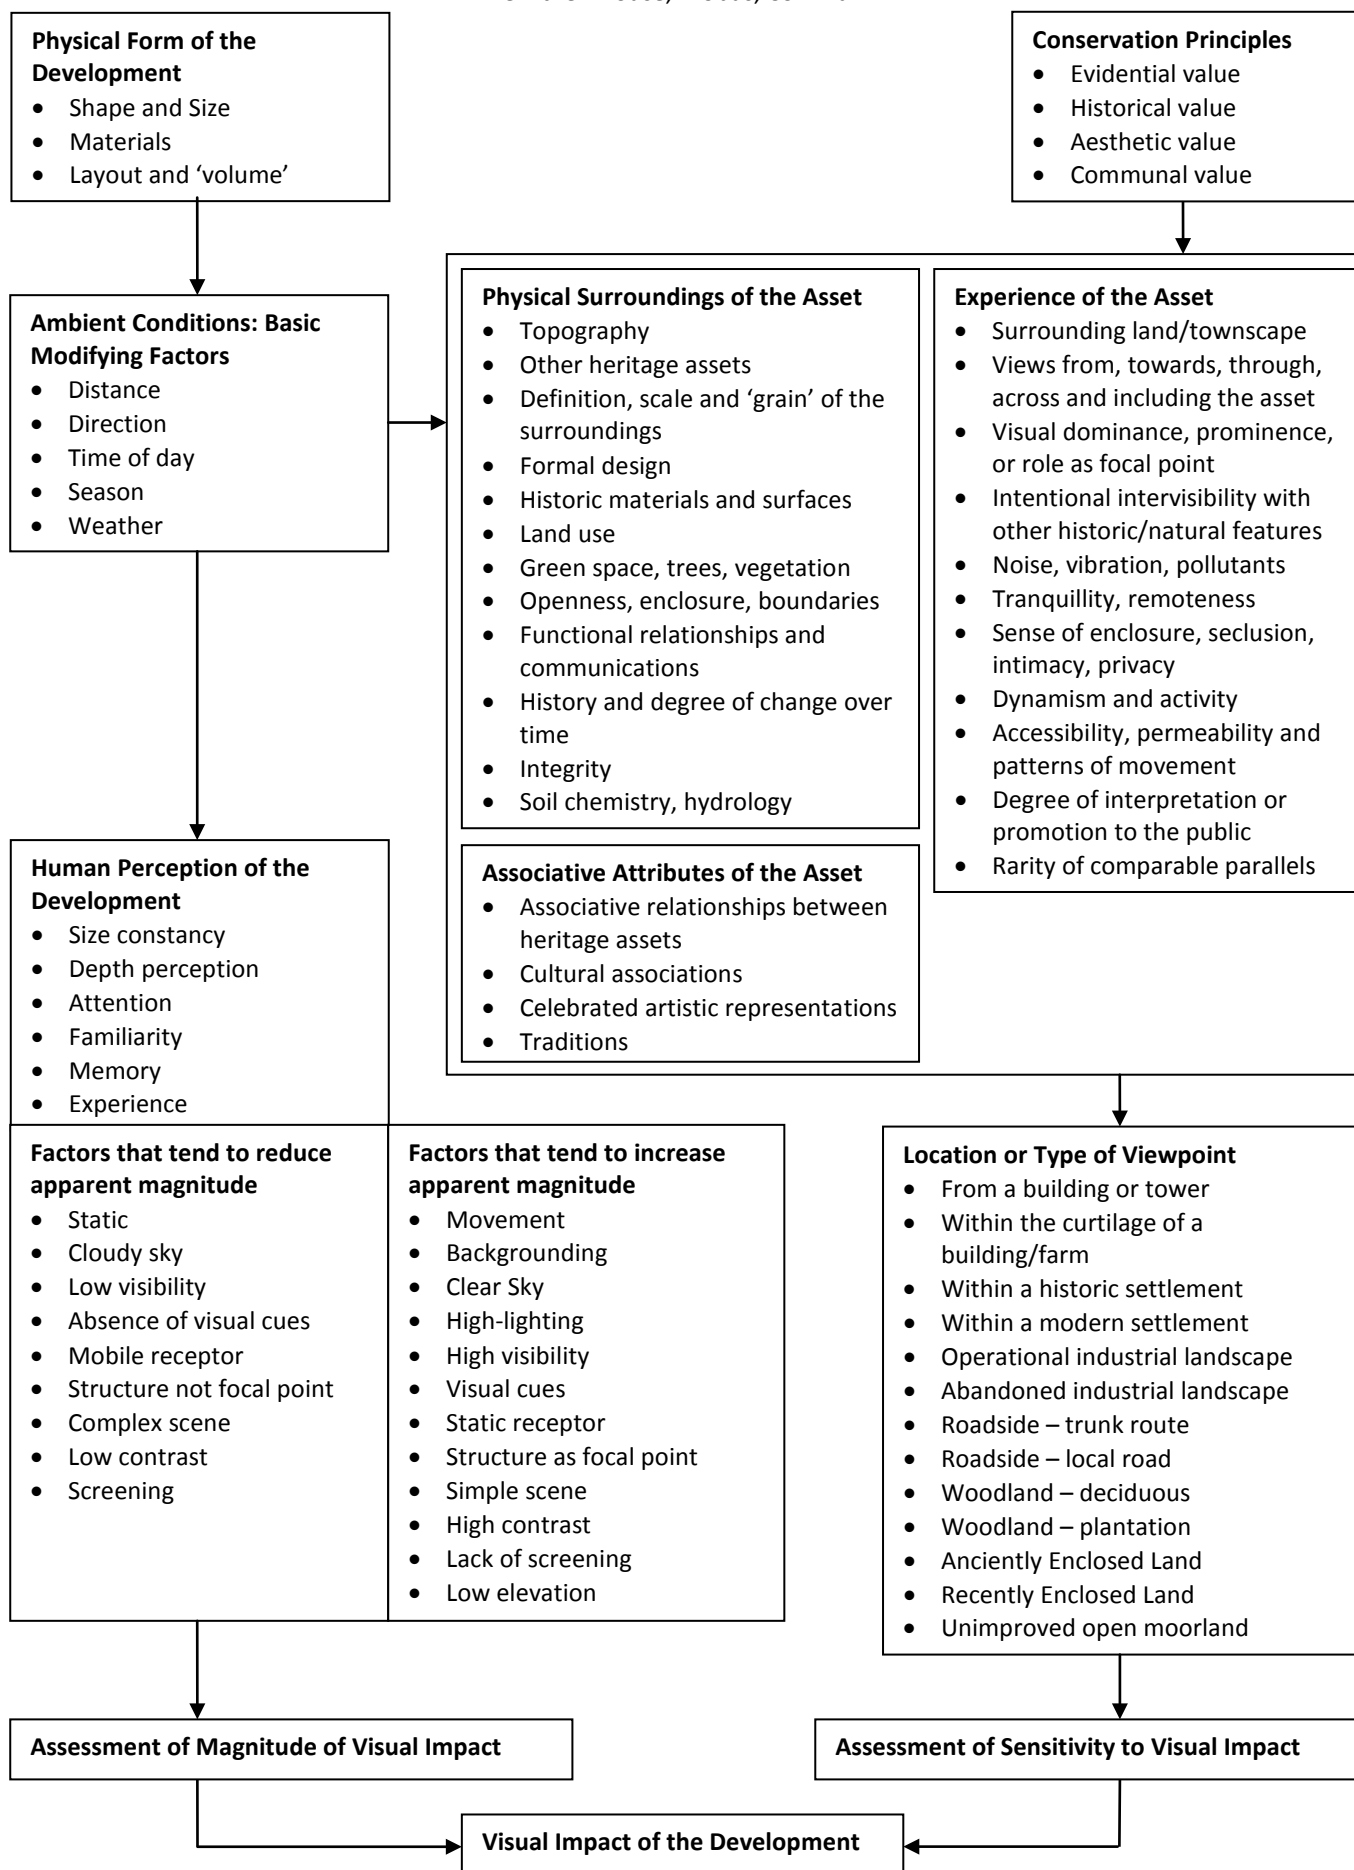 Physical Form of the
Development
• Shape and Size
• Materials
• Layout and ‘volume’
Conservation Principles
• Evidential value
• Historical value
• Aesthetic value
• Communal value
Ambient Conditions: Basic
Modifying Factors
• Distance
• Direction
• Time of day
• Season
• Weather
Physical Surroundings of the Asset
• Topography
• Other heritage assets
• Definition, scale and ‘grain’ of the
surroundings
• Formal design
• Historic materials and surfaces
• Land use
• Green space, trees, vegetation
• Openness, enclosure, boundaries
• Functional relationships and
communications
• History and degree of change over
time
• Integrity
• Soil chemistry, hydrology
Experience of the Asset
• Surrounding land/townscape
• Views from, towards, through,
across and including the asset
• Visual dominance, prominence,
or role as focal point
• Intentional intervisibility with
other historic/natural features
• Noise, vibration, pollutants
• Tranquillity, remoteness
• Sense of enclosure, seclusion,
intimacy, privacy
• Dynamism and activity
• Accessibility, permeability and
patterns of movement
• Degree of interpretation or
promotion to the public
• Rarity of comparable parallels
Associative Attributes of the Asset
• Associative relationships between
heritage assets
• Cultural associations
• Celebrated artistic representations
• Traditions
Human Perception of the
Development
• Size constancy
• Depth perception
• Attention
• Familiarity
• Memory
• Experience
Factors that tend to reduce
apparent magnitude
• Static
• Cloudy sky
• Low visibility
• Absence of visual cues
• Mobile receptor
• Structure not focal point
• Complex scene
• Low contrast
• Screening
Factors that tend to increase
apparent magnitude
• Movement
• Backgrounding
• Clear Sky
• High-lighting
• High visibility
• Visual cues
• Static receptor
• Structure as focal point
• Simple scene
• High contrast
• Lack of screening
• Low elevation
Location or Type of Viewpoint
• From a building or tower
• Within the curtilage of a
building/farm
• Within a historic settlement
• Within a modern settlement
• Operational industrial landscape
• Abandoned industrial landscape
• Roadside – trunk route
• Roadside – local road
• Woodland – deciduous
• Woodland – plantation
• Anciently Enclosed Land
• Recently Enclosed Land
• Unimproved open moorland
Assessment of Magnitude of Visual Impact
Assessment of Sensitivity to Visual Impact
Visual Impact of the Development